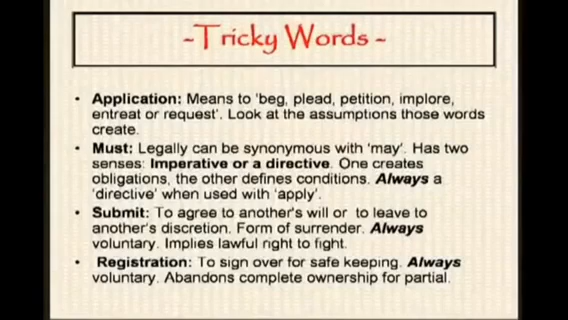 ~Tricky Words ~
• Application: Means to 'beg, plead, petition, implore,
entreat or request'. Look at the assumptions those words
create.
• Must: Legally can be synonymous with 'may'. Has two
senses: Imperative or a directive. One creates
obligations, the other defines conditions. Always a
'directive' when used with 'apply'.
• Submit: To agree to another's will or to leave to
another's discretion. Form of surrender. Always
voluntary. Implies lawful right to fight.
• Registration: To sign over for safe keeping. Always
voluntary. Abandons complete ownership for partial.